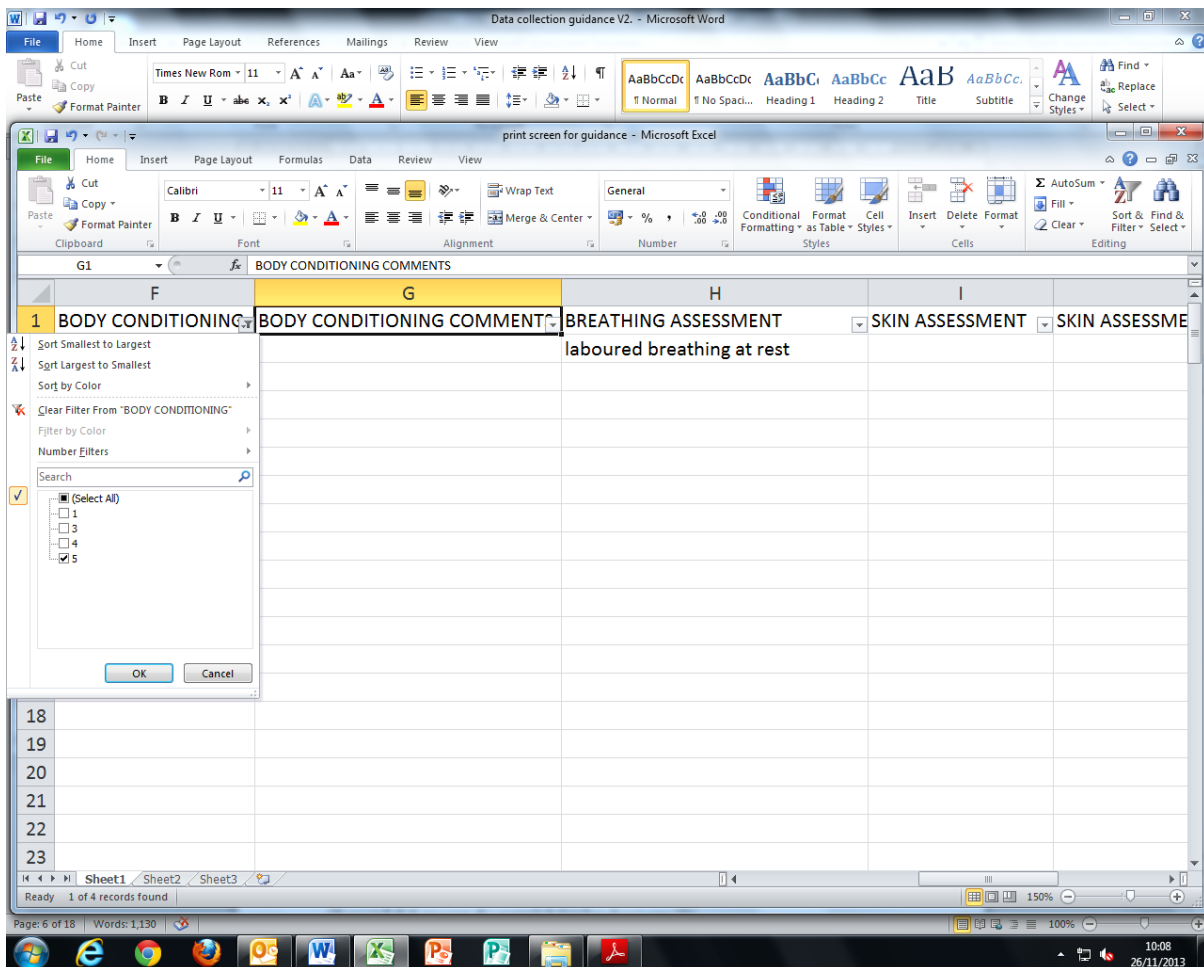 Data collection guidance V2. - Microsoft Word
File Home Insert Page Layout References Mailings Review View
Cut
Copy
Format Painter
Paste
Times New Rom 11
B I U abc X₂ X²
AaBbCcDc AaBbCcDc AaBbC AaBbCc AaB AaBbCc.
¶ Normal ¶ No Spaci... Heading 1 Heading 2 Title Subtitle
Change Styles
Find
Replace
Select
print screen for guidance - Microsoft Excel
File Home Insert Page Layout Formulas Data Review View
Cut
Copy
Format Painter
Paste
Clipboard
Calibri 11
B I U
Font
Wrap Text
Merge & Center
Alignment
General
% ,
Number
Conditional Formatting
Format as Table
Cell Styles
Styles
Insert Delete Format
Cells
Σ AutoSum
Fill
Clear
Sort & Filter
Find & Select
Editing
G1 fx BODY CONDITIONING COMMENTS
F G H I
1 BODY CONDITIONING BODY CONDITIONING COMMENTS BREATHING ASSESSMENT SKIN ASSESSMENT SKIN ASSESSME
laboured breathing at rest
Sort Smallest to Largest
Sort Largest to Smallest
Sort by Color
Clear Filter From "BODY CONDITIONING"
Filter by Color
Number Filters
Search
(Select All)
1
3
4
5
OK Cancel
18
19
20
21
22
23
Sheet1 Sheet2 Sheet3
Ready 1 of 4 records found 150%
Page: 6 of 18 Words: 1,130 100%
10:08
26/11/2013